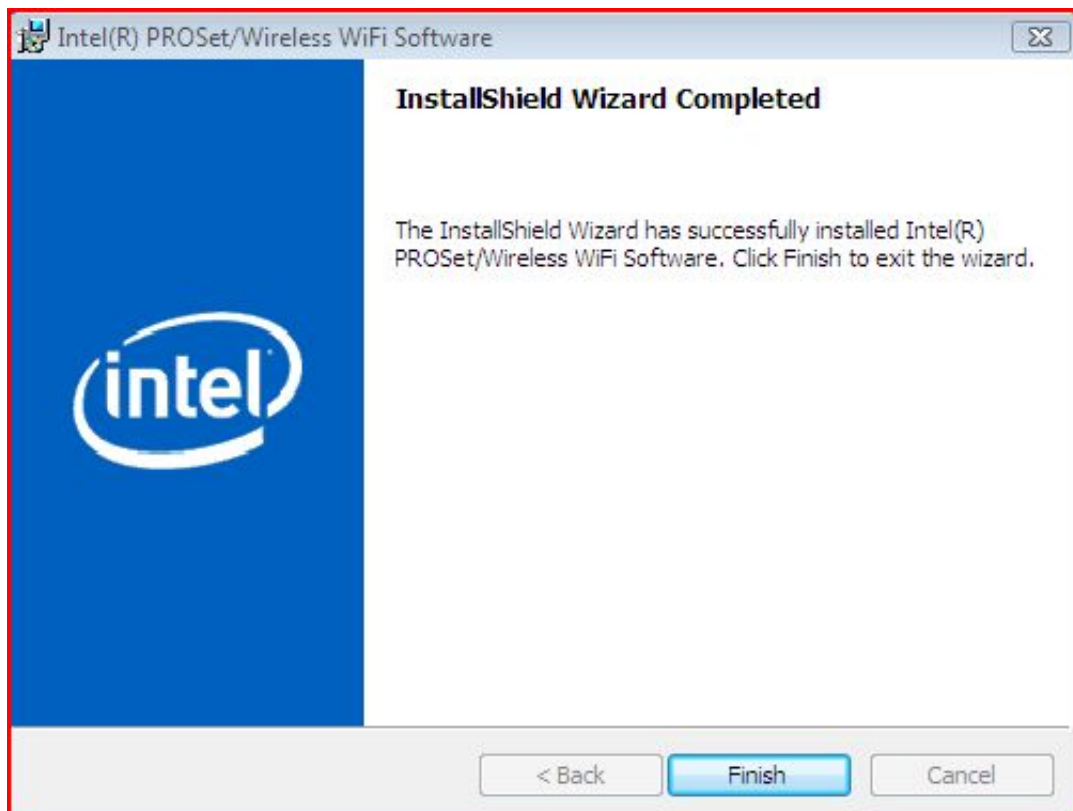 Intel(R) PROSet/Wireless WiFi Software
InstallShield Wizard Completed
The InstallShield Wizard has successfully installed Intel(R)
PROSet/Wireless WiFi Software. Click Finish to exit the wizard.
intel
< Back
Finish
Cancel